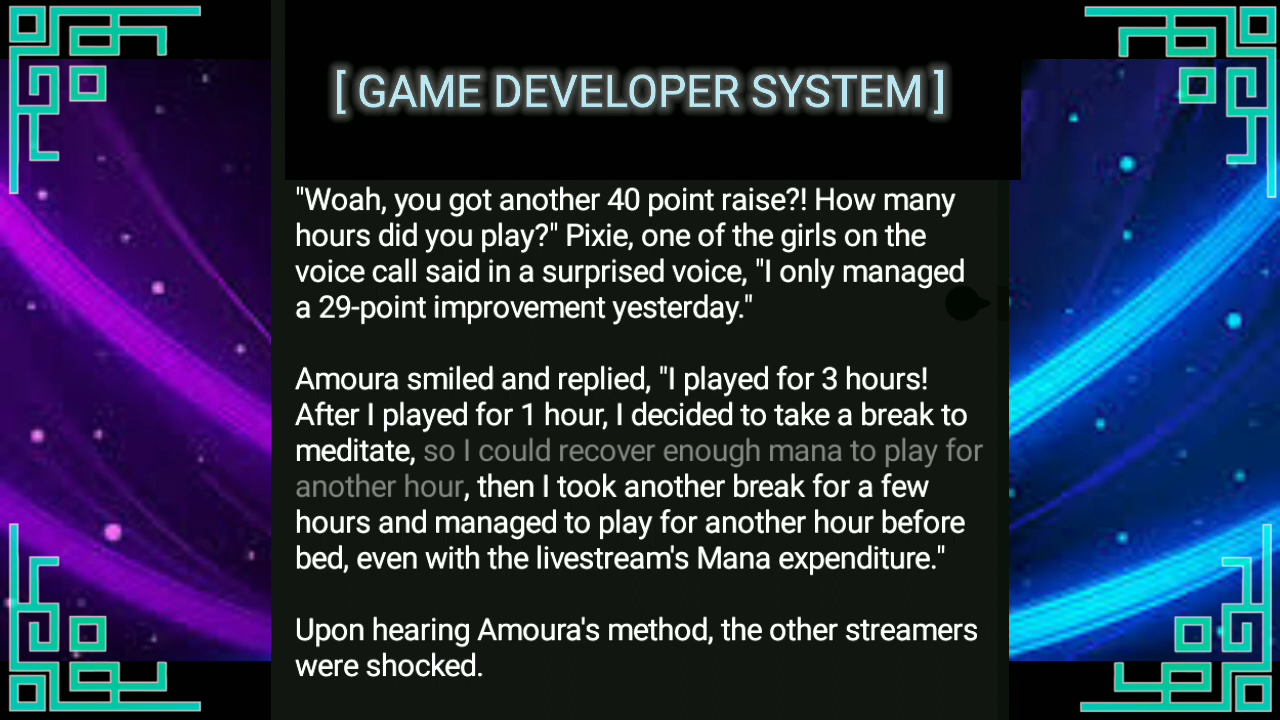 [ GAME DEVELOPER SYSTEM ]
"Woah, you got another 40 point raise?! How many
hours did you play?" Pixie, one of the girls on the
voice call said in a surprised voice, "I only managed
a 29-point improvement yesterday."
Amoura smiled and replied, "I played for 3 hours!
After I played for 1 hour, I decided to take a break to
meditate, so I could recover enough mana to play for
another hour, then I took another break for a few
hours and managed to play for another hour before
bed, even with the livestream's Mana expenditure."
Upon hearing Amoura's method, the other streamers
were shocked.